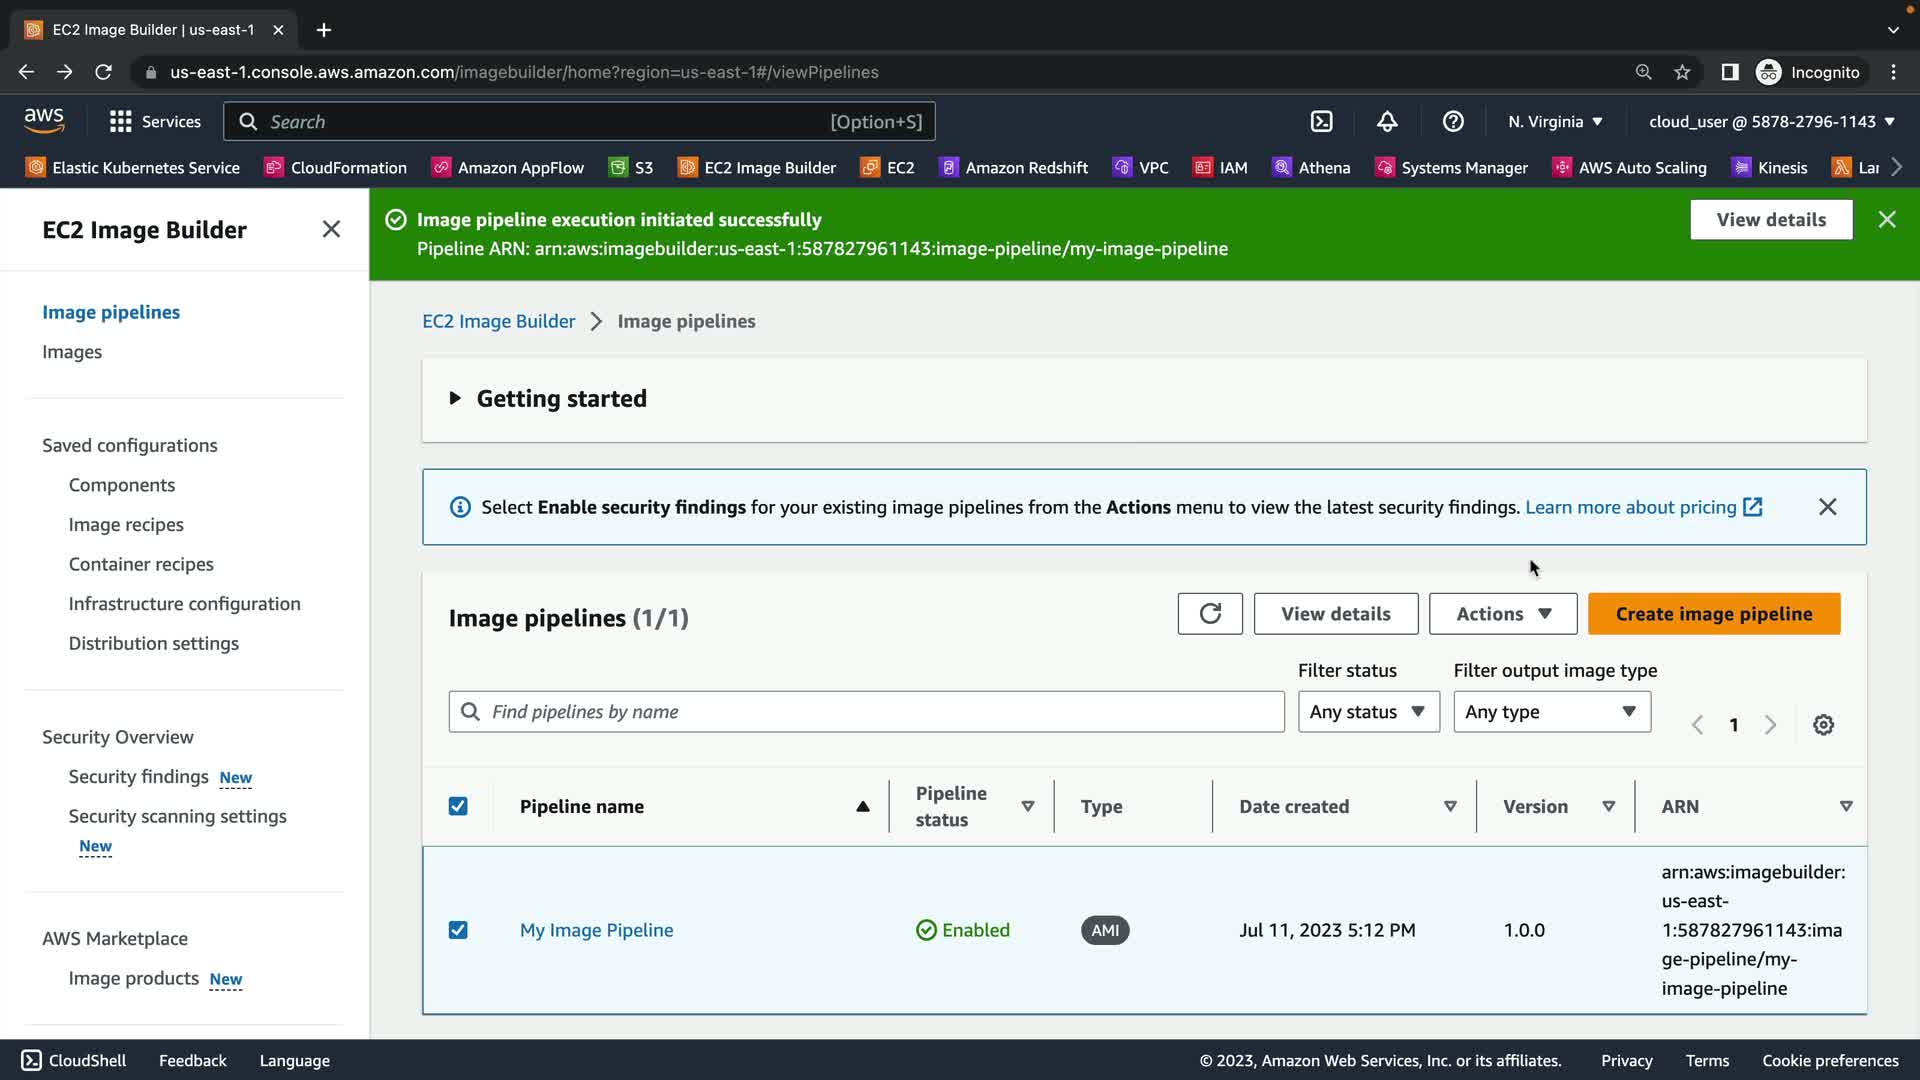 EC2 Image Builder | us-east-1
us-east-1.console.aws.amazon.com/imagebuilder/home?region=us-east-1#/viewPipelines
Incognito
aws
Services
Search
[Option+S]
N. Virginia
cloud_user @ 5878-2796-1143
Elastic Kubernetes Service
CloudFormation
Amazon AppFlow
S3
EC2 Image Builder
EC2
Amazon Redshift
VPC
IAM
Athena
Systems Manager
AWS Auto Scaling
Kinesis
Lar
EC2 Image Builder
Image pipelines
Images
Saved configurations
Components
Image recipes
Container recipes
Infrastructure configuration
Distribution settings
Security Overview
Security findings New
Security scanning settings
New
AWS Marketplace
Image products New
Image pipeline execution initiated successfully
Pipeline ARN: arn:aws:imagebuilder:us-east-1:587827961143:image-pipeline/my-image-pipeline
View details
EC2 Image Builder > Image pipelines
Getting started
Select Enable security findings for your existing image pipelines from the Actions menu to view the latest security findings. Learn more about pricing
Image pipelines (1/1)
View details
Actions
Create image pipeline
Filter status
Filter output image type
Find pipelines by name
Any status
Any type
1
Pipeline name
Pipeline
status
Type
Date created
Version
ARN
My Image Pipeline
Enabled
AMI
Jul 11, 2023 5:12 PM
1.0.0
arn:aws:imagebuilder:
us-east-
1:587827961143:ima
ge-pipeline/my-
image-pipeline
CloudShell
Feedback
Language
© 2023, Amazon Web Services, Inc. or its affiliates.
Privacy
Terms
Cookie preferences